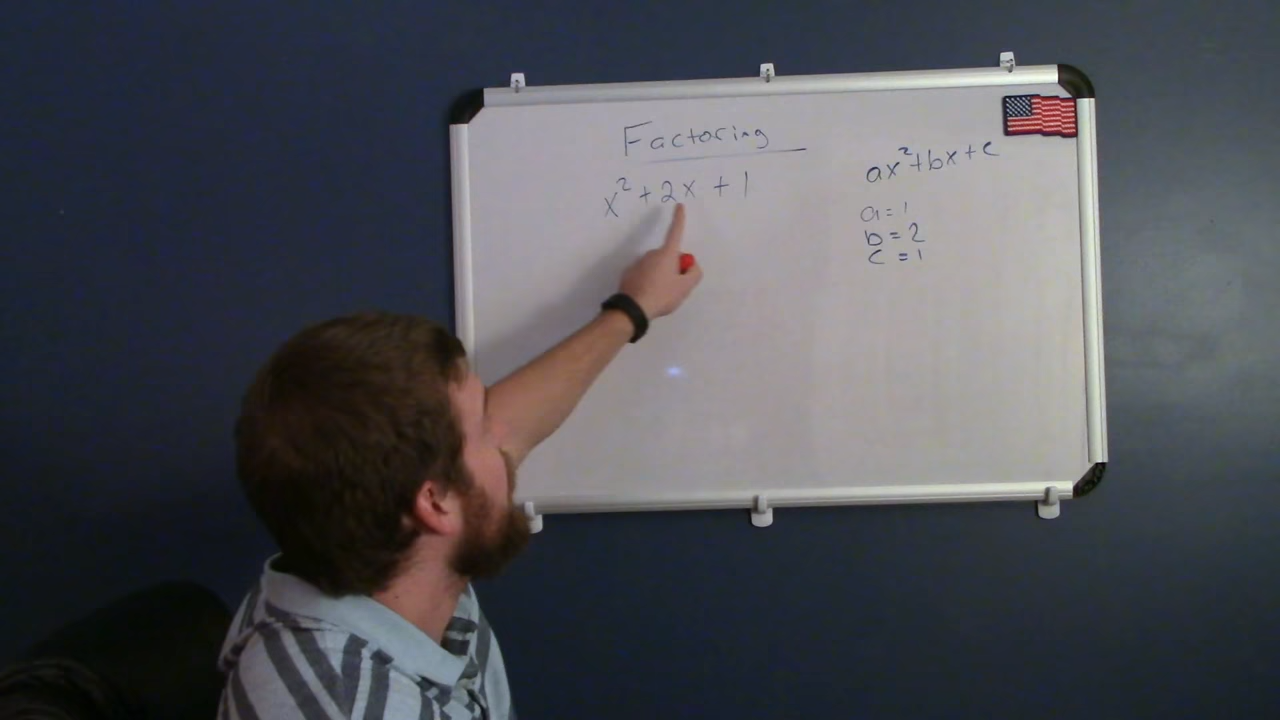 Factoring
x² + 2x + 1
ax²+bx+c
a = 1
b = 2
c = 1